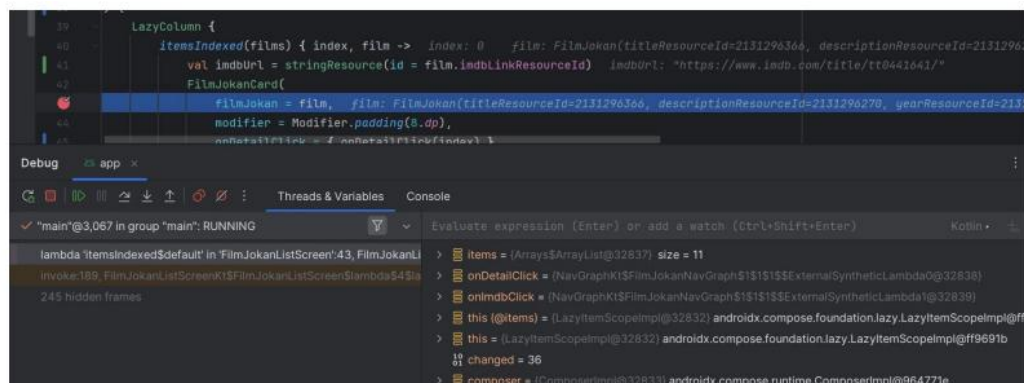 39 LazyColumn {
40 itemsIndexed(films) { index, film -> index: 0 film: FilmJokan(titleResourceId=2131296366, descriptionResourceId=2131296
41 val imdbUrl = stringResource(id = film.imdbLinkResourceId) imdbUrl: "https://www.imdb.com/title/tt0441641/"
42 FilmJokanCard(
filmJokan = film, film: FilmJokan(titleResourceId=2131296366, descriptionResourceId=2131296270, yearResourceId=213
44 modifier = Modifier.padding(8.dp),
45 onDetailClick = { onDetailClick(index) }
Debug app
Threads & Variables Console
"main"@3,067 in group "main": RUNNING
Evaluate expression (Enter) or add a watch (Ctrl+Shift+Enter) Kotlin
lambda 'itemsIndexed$default' in 'FilmJokanListScreen':43, FilmJokanLi
invoke:189, FilmJokanListScreenKt$FilmJokanListScreen$lambda$4$la
245 hidden frames
items = {Arrays$ArrayList@32837} size = 11
onDetailClick = {NavGraphKt$FilmJokanNavGraph$1$1$1$$ExternalSyntheticLambda0@32838}
onImdbClick = {NavGraphKt$FilmJokanNavGraph$1$1$1$$ExternalSyntheticLambda1@32839}
this (@items) = {LazyItemScopeImpl@32832} androidx.compose.foundation.lazy.LazyItemScopeImpl@ff
this = {LazyItemScopeImpl@32832} androidx.compose.foundation.lazy.LazyItemScopeImpl@ff9691b
changed = 36
composer = {ComposerImpl@32833} androidx.compose.runtime.ComposerImpl@964771e